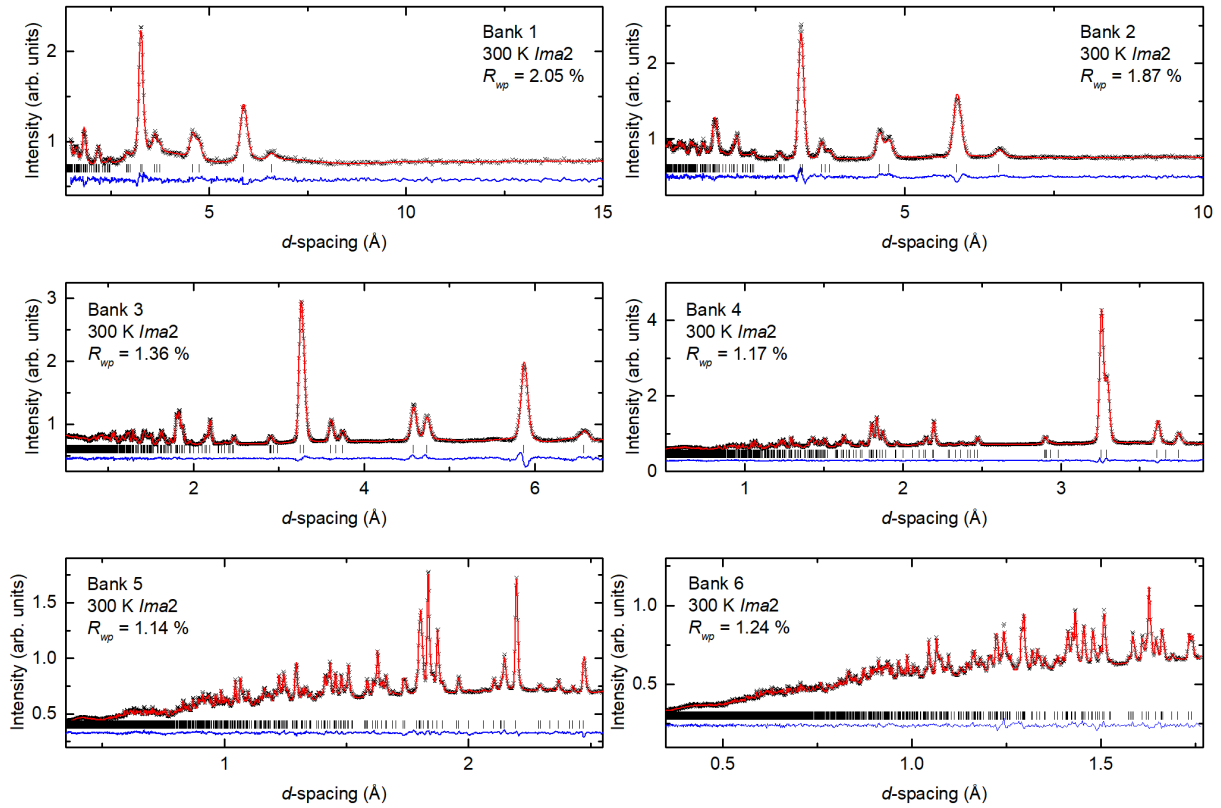 Bank 1
300 K Ima2
Rwp = 2.05 %
Intensity (arb. units)
2
1
5
10
15
d-spacing (Å)
Bank 2
300 K Ima2
Rwp = 1.87 %
Intensity (arb. units)
2
1
5
10
d-spacing (Å)
Bank 3
300 K Ima2
Rwp = 1.36 %
Intensity (arb. units)
3
2
1
2
4
6
d-spacing (Å)
Bank 4
300 K Ima2
Rwp = 1.17 %
Intensity (arb. units)
4
2
0
1
2
3
d-spacing (Å)
Bank 5
300 K Ima2
Rwp = 1.14 %
Intensity (arb. units)
1.5
1.0
0.5
1
2
d-spacing (Å)
Bank 6
300 K Ima2
Rwp = 1.24 %
Intensity (arb. units)
1.0
0.5
0.5
1.0
1.5
d-spacing (Å)